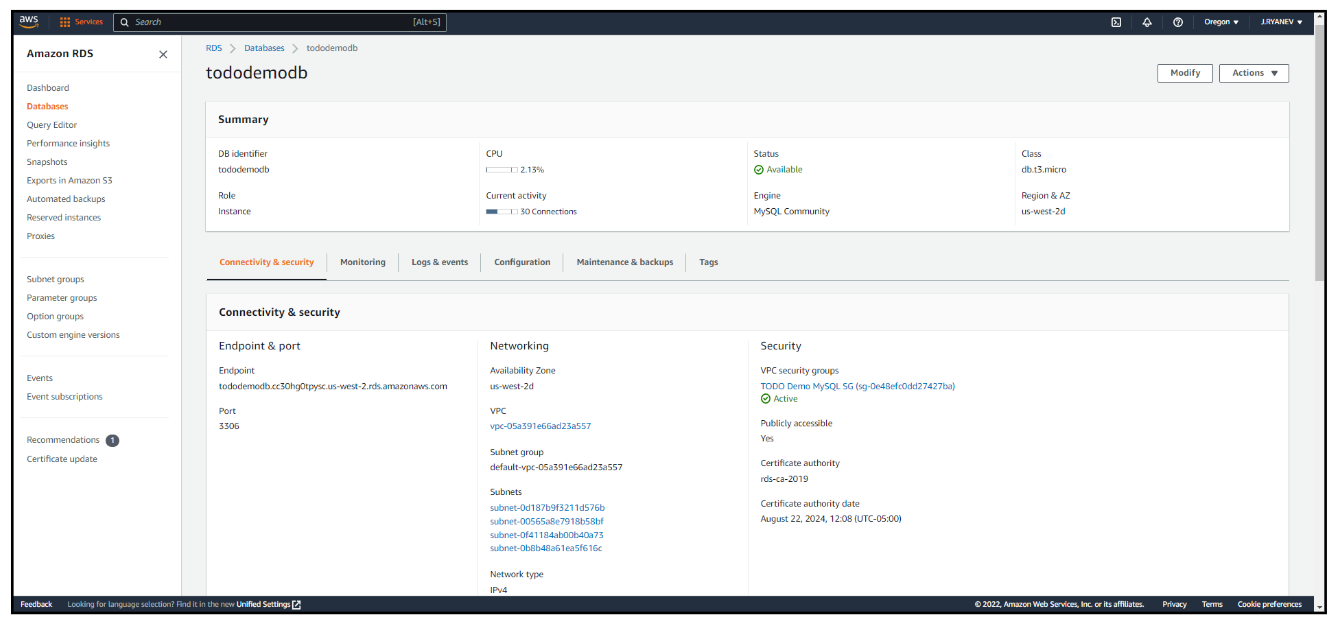 aws
Services
Search [Alt+S]
Oregon
J.RYANEV
Amazon RDS
Dashboard
Databases
Query Editor
Performance insights
Snapshots
Exports in Amazon S3
Automated backups
Reserved instances
Proxies
Subnet groups
Parameter groups
Option groups
Custom engine versions
Events
Event subscriptions
Recommendations 1
Certificate update
RDS
Databases
tododemodb
tododemodb
Modify
Actions
Summary
DB identifier
tododemodb
CPU
2.13%
Status
Available
Class
db.t3.micro
Role
Instance
Current activity
30 Connections
Engine
MySQL Community
Region & AZ
us-west-2d
Connectivity & security
Monitoring
Logs & events
Configuration
Maintenance & backups
Tags
Connectivity & security
Endpoint & port
Endpoint
tododemodb.cc30hg0tpysc.us-west-2.rds.amazonaws.com
Port
3306
Networking
Availability Zone
us-west-2d
VPC
vpc-05a391e66ad23a557
Subnet group
default-vpc-05a391e66ad23a557
Subnets
subnet-0d187b9f3211d576b
subnet-00565a8e7918b58bf
subnet-0f41184ab00b40a73
subnet-0b8b48a61ea5f616c
Network type
IPv4
Security
VPC security groups
TODO Demo MySQL SG (sg-0e48efc0dd27427ba)
Active
Publicly accessible
Yes
Certificate authority
rds-ca-2019
Certificate authority date
August 22, 2024, 12:08 (UTC-05:00)
Feedback
Looking for language selection? Find it in the new Unified Settings
© 2022, Amazon Web Services, Inc. or its affiliates.
Privacy
Terms
Cookie preferences